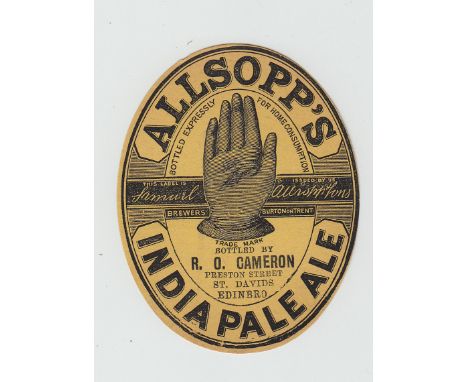 ALLSOPP'S
BOTTLED EXPRESSLY FOR HOME CONSUMPTION
THIS LABEL IS ISSUED BY US
Samuel Allsopp & Sons
BREWERS BURTON ON TRENT
TRADE MARK
BOTTLED BY
R. O. CAMERON
PRESTON STREET
ST. DAVIDS
EDINBRO
INDIA PALE ALE